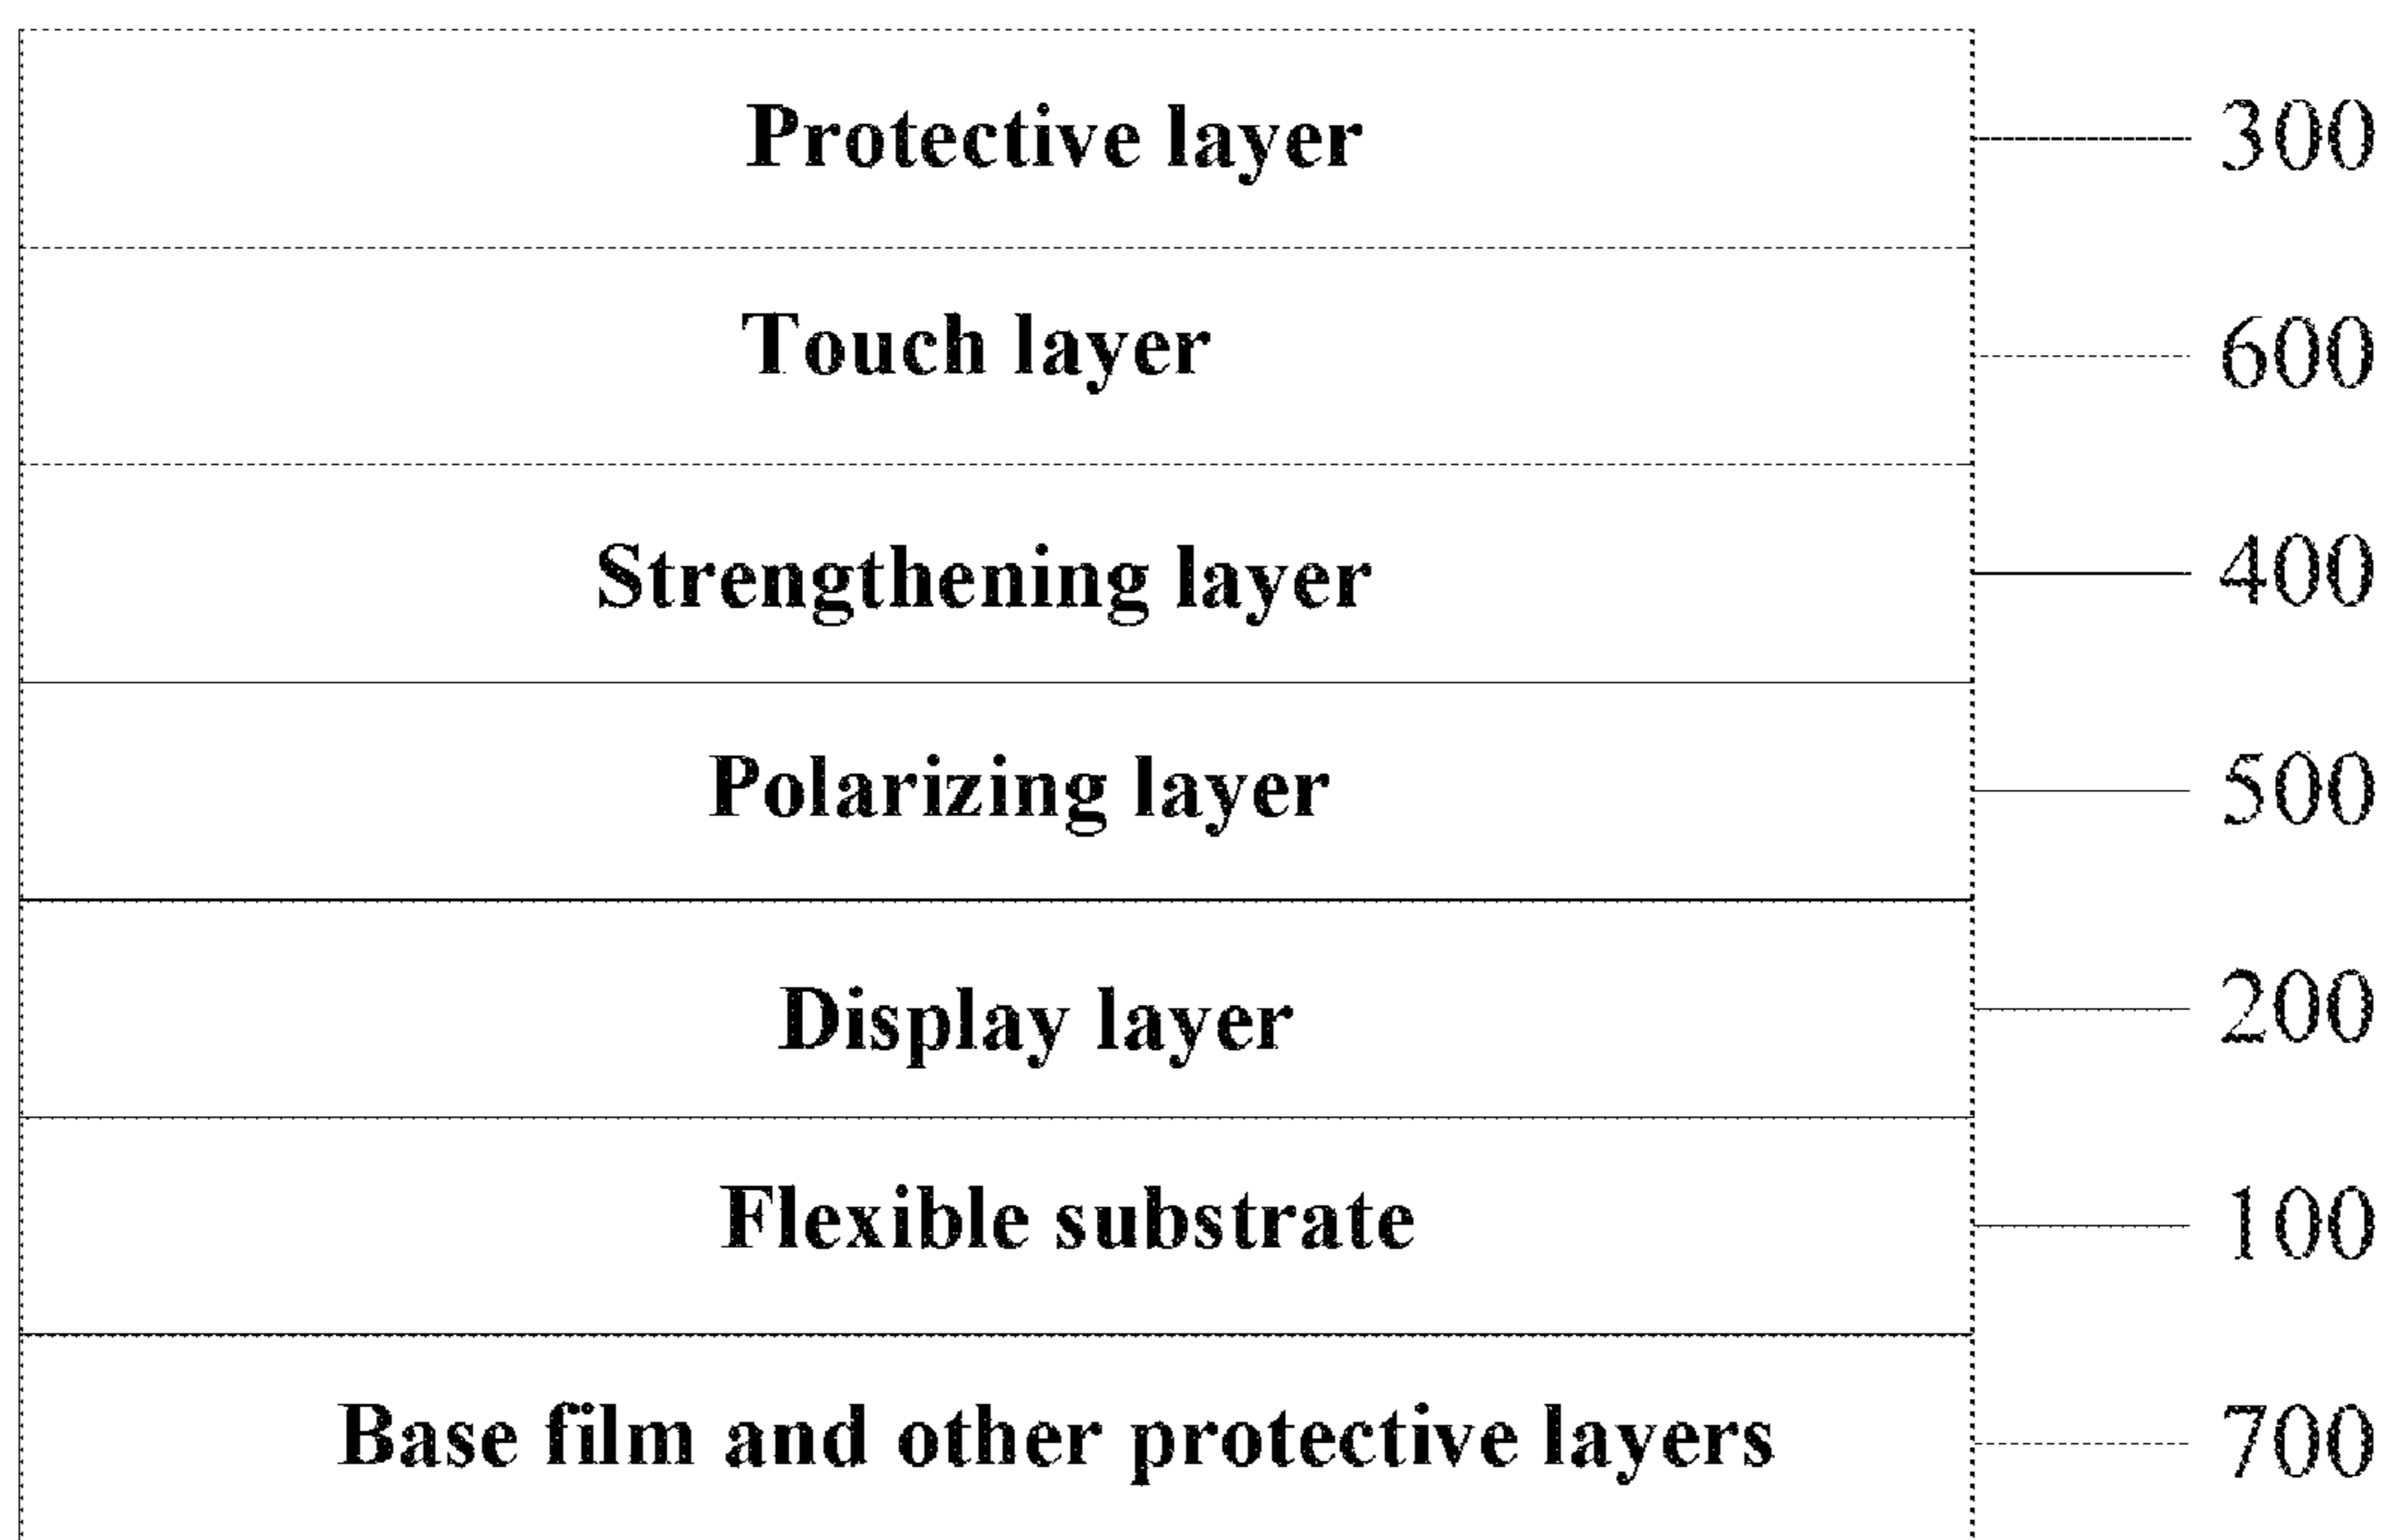 Protective layer 300
Touch layer 600
Strengthening layer 400
Polarizing layer 500
Display layer 200
Flexible substrate 100
Base film and other protective layers 700